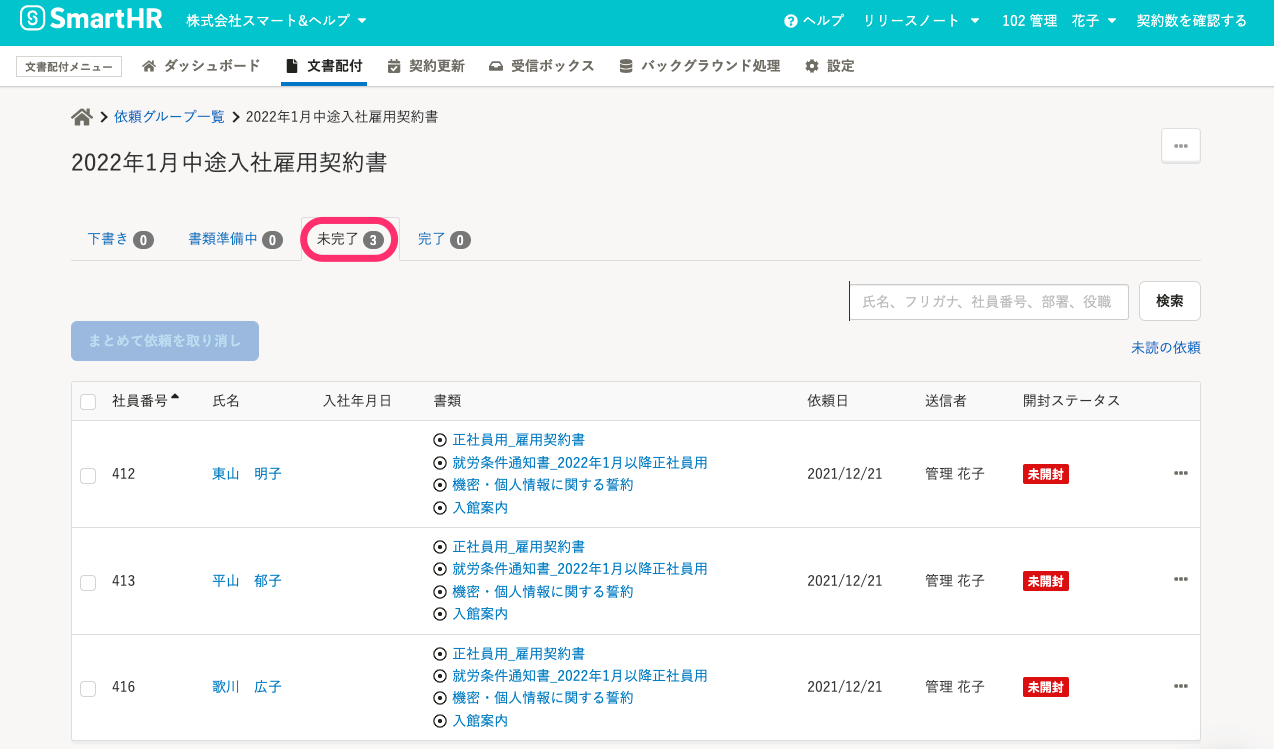 SmartHR 株式会社スマート&ヘルプ ヘルプ リリースノート 102 管理 花子 契約数を確認する
文書配付メニュー ダッシュボード 文書配付 契約更新 受信ボックス バックグラウンド処理 設定
依頼グループ一覧 2022年1月中途入社雇用契約書
2022年1月中途入社雇用契約書
下書き 0 書類準備中 0 未完了 3 完了 0
氏名、フリガナ、社員番号、部署、役職 検索
まとめて依頼を取り消し
未読の依頼
社員番号 氏名 入社年月日 書類 依頼日 送信者 開封ステータス
412 東山 明子 正社員用_雇用契約書 2021/12/21 管理 花子 未開封
就労条件通知書_2022年1月以降正社員用
機密・個人情報に関する誓約
入館案内
413 平山 郁子 正社員用_雇用契約書 2021/12/21 管理 花子 未開封
就労条件通知書_2022年1月以降正社員用
機密・個人情報に関する誓約
入館案内
416 歌川 広子 正社員用_雇用契約書 2021/12/21 管理 花子 未開封
就労条件通知書_2022年1月以降正社員用
機密・個人情報に関する誓約
入館案内